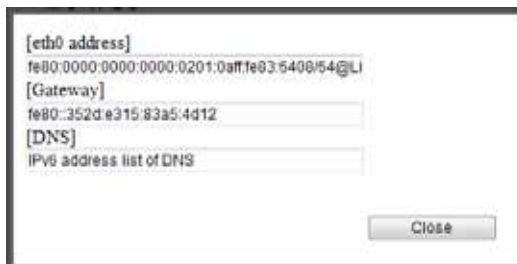 [eth0 address]
fe80:0000:0000:0000:0201:0aff:fe83:5408/64@Li
[Gateway]
fe80::352d:e315:83a5:4d12
[DNS]
IPv6 address list of DNS
Close